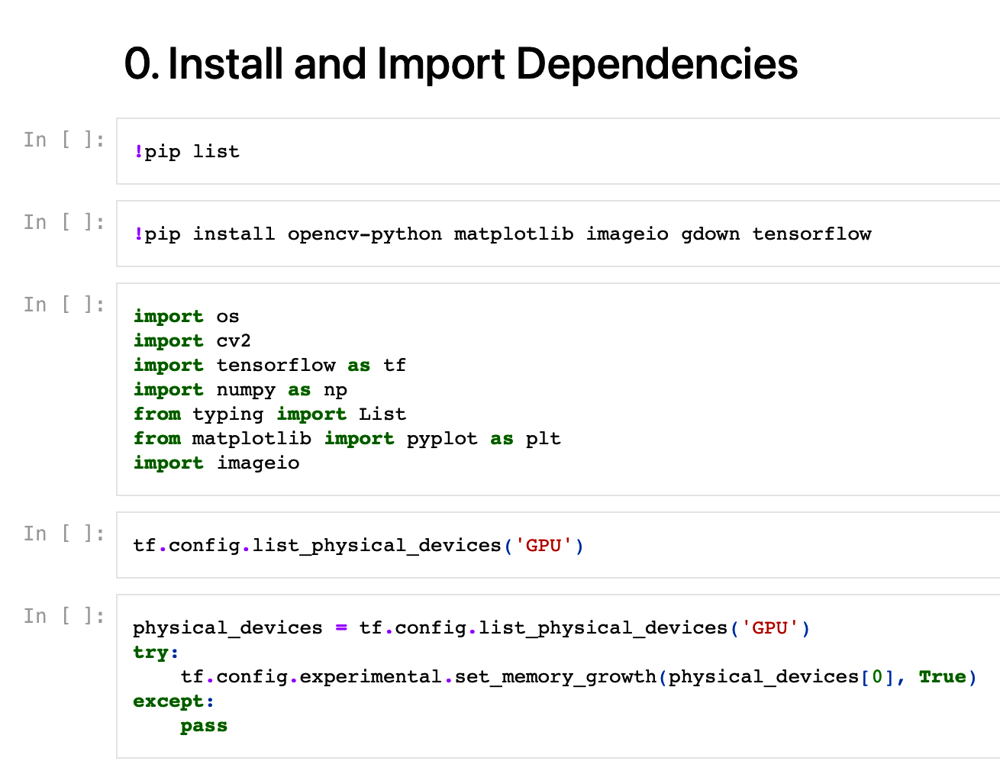 0. Install and Import Dependencies
In [ ]:
!pip list
In [ ]:
!pip install opencv-python matplotlib imageio gdown tensorflow
In [ ]:
import os
import cv2
import tensorflow as tf
import numpy as np
from typing import List
from matplotlib import pyplot as plt
import imageio
In [ ]:
tf.config.list_physical_devices('GPU')
In [ ]:
physical_devices = tf.config.list_physical_devices('GPU')
try:
    tf.config.experimental.set_memory_growth(physical_devices[0], True)
except:
    pass